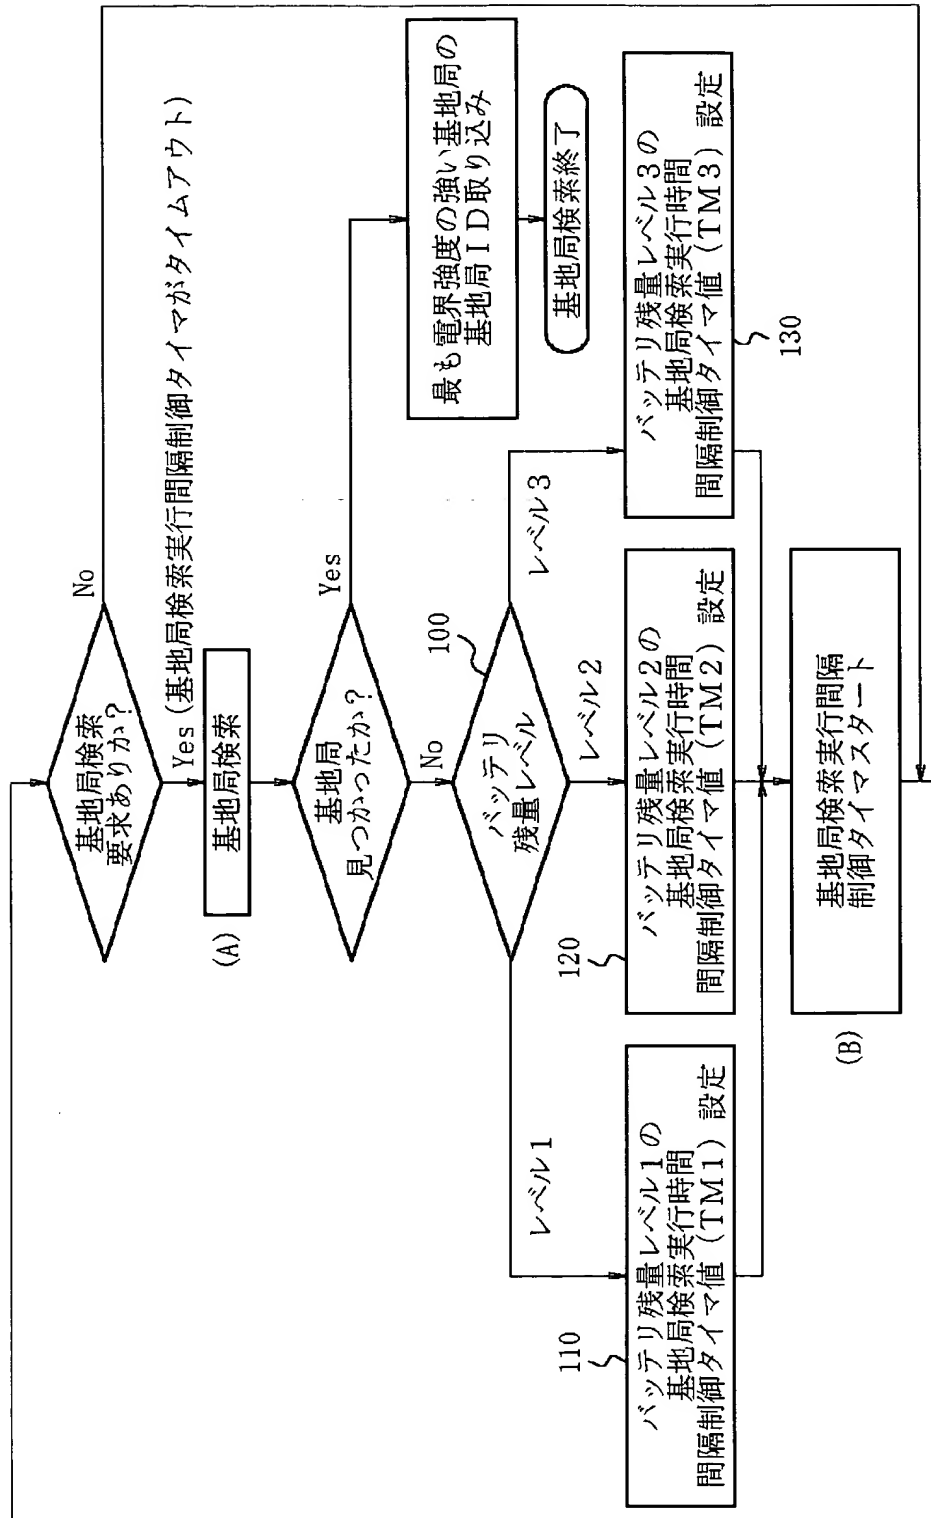 基地局検索
要求ありか?
No
Yes(基地局検索実行間隔制御タイマがタイムアウト)
(A)
基地局検索
基地局
見つかったか?
Yes
最も電界強度の強い基地局の
基地局ID取り込み
基地局検索終了
No
バッテリ
残量レベル
100
レベル1
レベル2
レベル3
110
バッテリ残量レベル1の
基地局検索実行時間
間隔制御タイマ値(TM1)設定
120
バッテリ残量レベル2の
基地局検索実行時間
間隔制御タイマ値(TM2)設定
バッテリ残量レベル3の
基地局検索実行時間
間隔制御タイマ値(TM3)設定
130
(B)
基地局検索実行間隔
制御タイマスタート